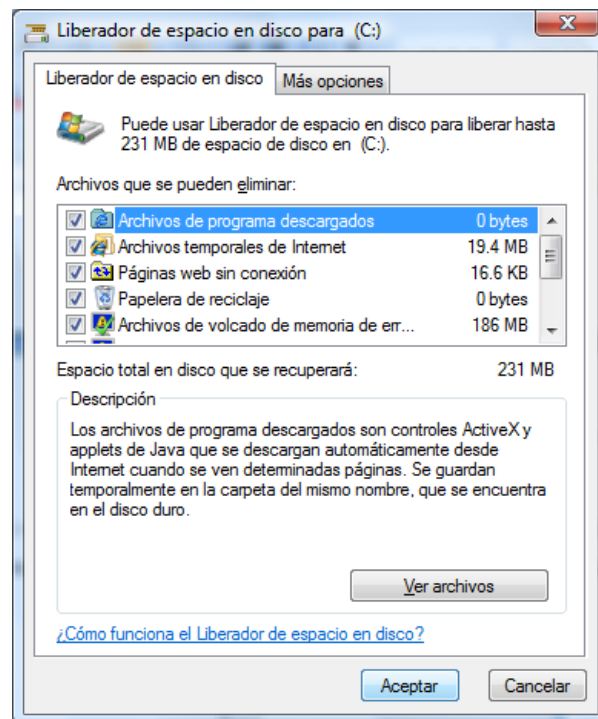 Liberador de espacio en disco para (C:)
Liberador de espacio en disco Más opciones
Puede usar Liberador de espacio en disco para liberar hasta
231 MB de espacio de disco en (C:).
Archivos que se pueden eliminar:
Archivos de programa descargados 0 bytes
Archivos temporales de Internet 19.4 MB
Páginas web sin conexión 16.6 KB
Papelera de reciclaje 0 bytes
Archivos de volcado de memoria de err... 186 MB
Espacio total en disco que se recuperará: 231 MB
Descripción
Los archivos de programa descargados son controles ActiveX y
applets de Java que se descargan automáticamente desde
Internet cuando se ven determinadas páginas. Se guardan
temporalmente en la carpeta del mismo nombre, que se encuentra
en el disco duro.
Ver archivos
¿Cómo funciona el Liberador de espacio en disco?
Aceptar Cancelar